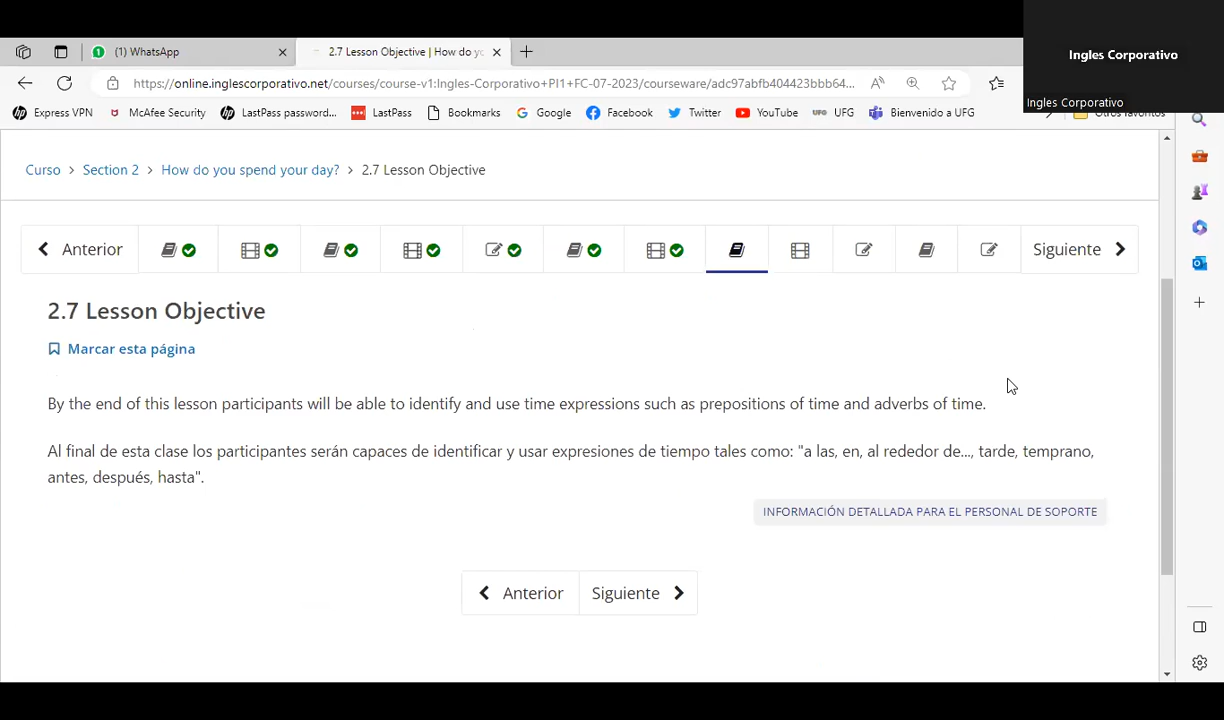 Ingles Corporativo
Ingles Corporativo
(1) WhatsApp
2.7 Lesson Objective | How do yo
https://online.inglescorporativo.net/courses/course-v1:Ingles-Corporativo+PI1+FC-07-2023/courseware/adc97abfb404423bbb64...
Express VPN McAfee Security LastPass password... LastPass Bookmarks Google Facebook Twitter YouTube UFG Bienvenido a UFG Otros favoritos
Curso > Section 2 > How do you spend your day? > 2.7 Lesson Objective
Anterior Siguiente
2.7 Lesson Objective
Marcar esta página
By the end of this lesson participants will be able to identify and use time expressions such as prepositions of time and adverbs of time.
Al final de esta clase los participantes serán capaces de identificar y usar expresiones de tiempo tales como: "a las, en, al rededor de..., tarde, temprano,
antes, después, hasta".
INFORMACIÓN DETALLADA PARA EL PERSONAL DE SOPORTE
Anterior Siguiente